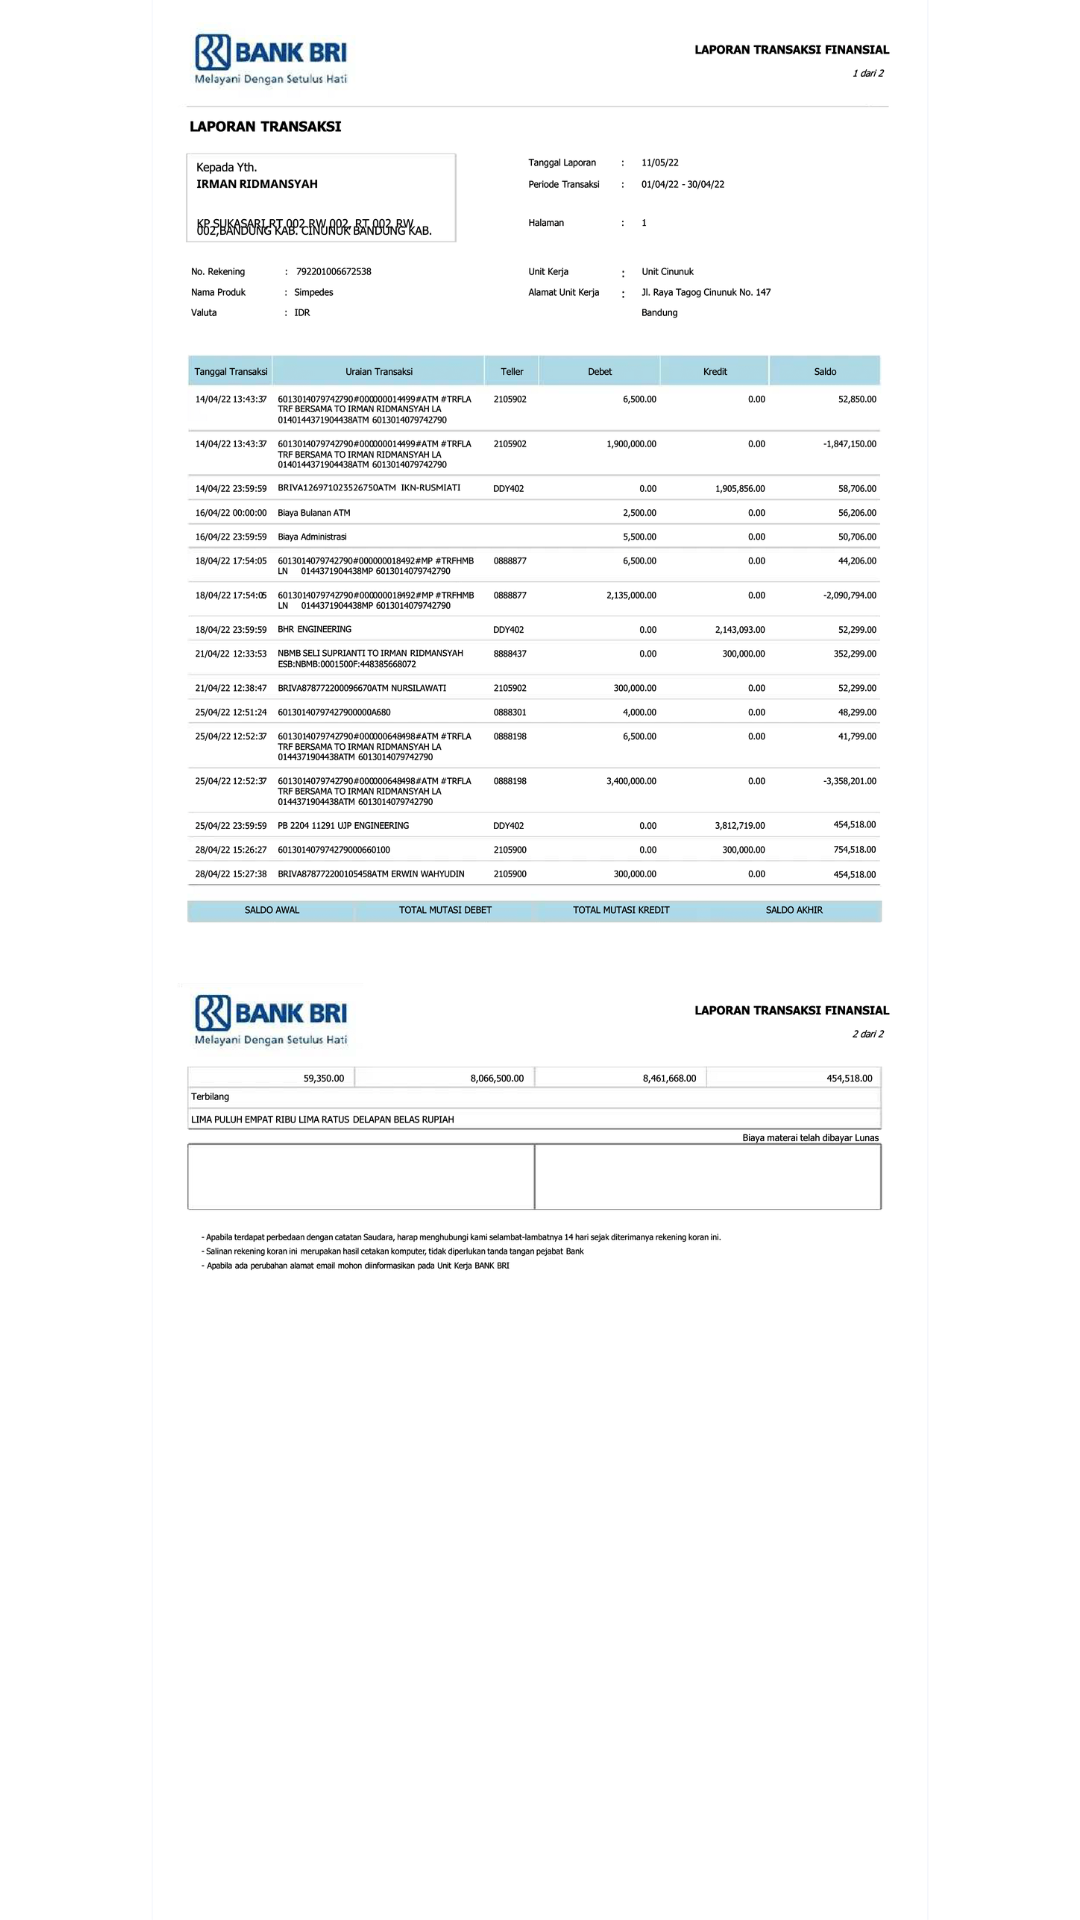 BANK BRI
Melayani Dengan Setulus Hati
LAPORAN TRANSAKSI FINANSIAL
1 dari 2
LAPORAN TRANSAKSI
Kepada Yth.
IRMAN RIDMANSYAH
KP SUKASARI RT 002 RW 002, RT 002 RW
002,BANDUNG KAB. CINUNUK BANDUNG KAB.
Tanggal Laporan : 11/05/22
Periode Transaksi : 01/04/22 - 30/04/22
Halaman : 1
No. Rekening : 792201006672538
Nama Produk : Simpedes
Valuta : IDR
Unit Kerja : Unit Cinunuk
Alamat Unit Kerja : Jl. Raya Tagog Cinunuk No. 147
Bandung
Tanggal Transaksi Uraian Transaksi Teller Debet Kredit Saldo
14/04/22 13:43:37 6013014079742790#000000014499#ATM #TRFLA 2105902 6,500.00 0.00 52,850.00
TRF BERSAMA TO IRMAN RIDMANSYAH LA
0140144371904438ATM 6013014079742790
14/04/22 13:43:37 6013014079742790#000000014499#ATM #TRFLA 2105902 1,900,000.00 0.00 -1,847,150.00
TRF BERSAMA TO IRMAN RIDMANSYAH LA
0140144371904438ATM 6013014079742790
14/04/22 23:59:59 BRIVA126971023526750ATM IKN-RUSMIATI DDY402 0.00 1,905,856.00 58,706.00
16/04/22 00:00:00 Biaya Bulanan ATM 2,500.00 0.00 56,206.00
16/04/22 23:59:59 Biaya Administrasi 5,500.00 0.00 50,706.00
18/04/22 17:54:05 6013014079742790#000000018492#MP #TRFHMB 0888877 6,500.00 0.00 44,206.00
LN 0144371904438MP 6013014079742790
18/04/22 17:54:05 6013014079742790#000000018492#MP #TRFHMB 0888877 2,135,000.00 0.00 -2,090,794.00
LN 0144371904438MP 6013014079742790
18/04/22 23:59:59 BHR ENGINEERING DDY402 0.00 2,143,093.00 52,299.00
21/04/22 12:33:53 NBMB SELI SUPRIANTI TO IRMAN RIDMANSYAH 8888437 0.00 300,000.00 352,299.00
ESB:NBMB:0001500F:448385668072
21/04/22 12:38:47 BRIVA878772200096670ATM NURSILAWATI 2105902 300,000.00 0.00 52,299.00
25/04/22 12:51:24 60130140797427900000A680 0888301 4,000.00 0.00 48,299.00
25/04/22 12:52:37 6013014079742790#000000648498#ATM #TRFLA 0888198 6,500.00 0.00 41,799.00
TRF BERSAMA TO IRMAN RIDMANSYAH LA
0144371904438ATM 6013014079742790
25/04/22 12:52:37 6013014079742790#000000648498#ATM #TRFLA 0888198 3,400,000.00 0.00 -3,358,201.00
TRF BERSAMA TO IRMAN RIDMANSYAH LA
0144371904438ATM 6013014079742790
25/04/22 23:59:59 PB 2204 11291 UJP ENGINEERING DDY402 0.00 3,812,719.00 454,518.00
28/04/22 15:26:27 601301407974279000660100 2105900 0.00 300,000.00 754,518.00
28/04/22 15:27:38 BRIVA878772200105458ATM ERWIN WAHYUDIN 2105900 300,000.00 0.00 454,518.00
SALDO AWAL TOTAL MUTASI DEBET TOTAL MUTASI KREDIT SALDO AKHIR
BANK BRI
Melayani Dengan Setulus Hati
LAPORAN TRANSAKSI FINANSIAL
2 dari 2
59,350.00 8,066,500.00 8,461,668.00 454,518.00
Terbilang
LIMA PULUH EMPAT RIBU LIMA RATUS DELAPAN BELAS RUPIAH
Biaya materai telah dibayar Lunas
- Apabila terdapat perbedaan dengan catatan Saudara, harap menghubungi kami selambat-lambatnya 14 hari sejak diterimanya rekening koran ini.
- Salinan rekening koran ini merupakan hasil cetakan komputer, tidak diperlukan tanda tangan pejabat Bank
- Apabila ada perubahan alamat email mohon diinformasikan pada Unit Kerja BANK BRI